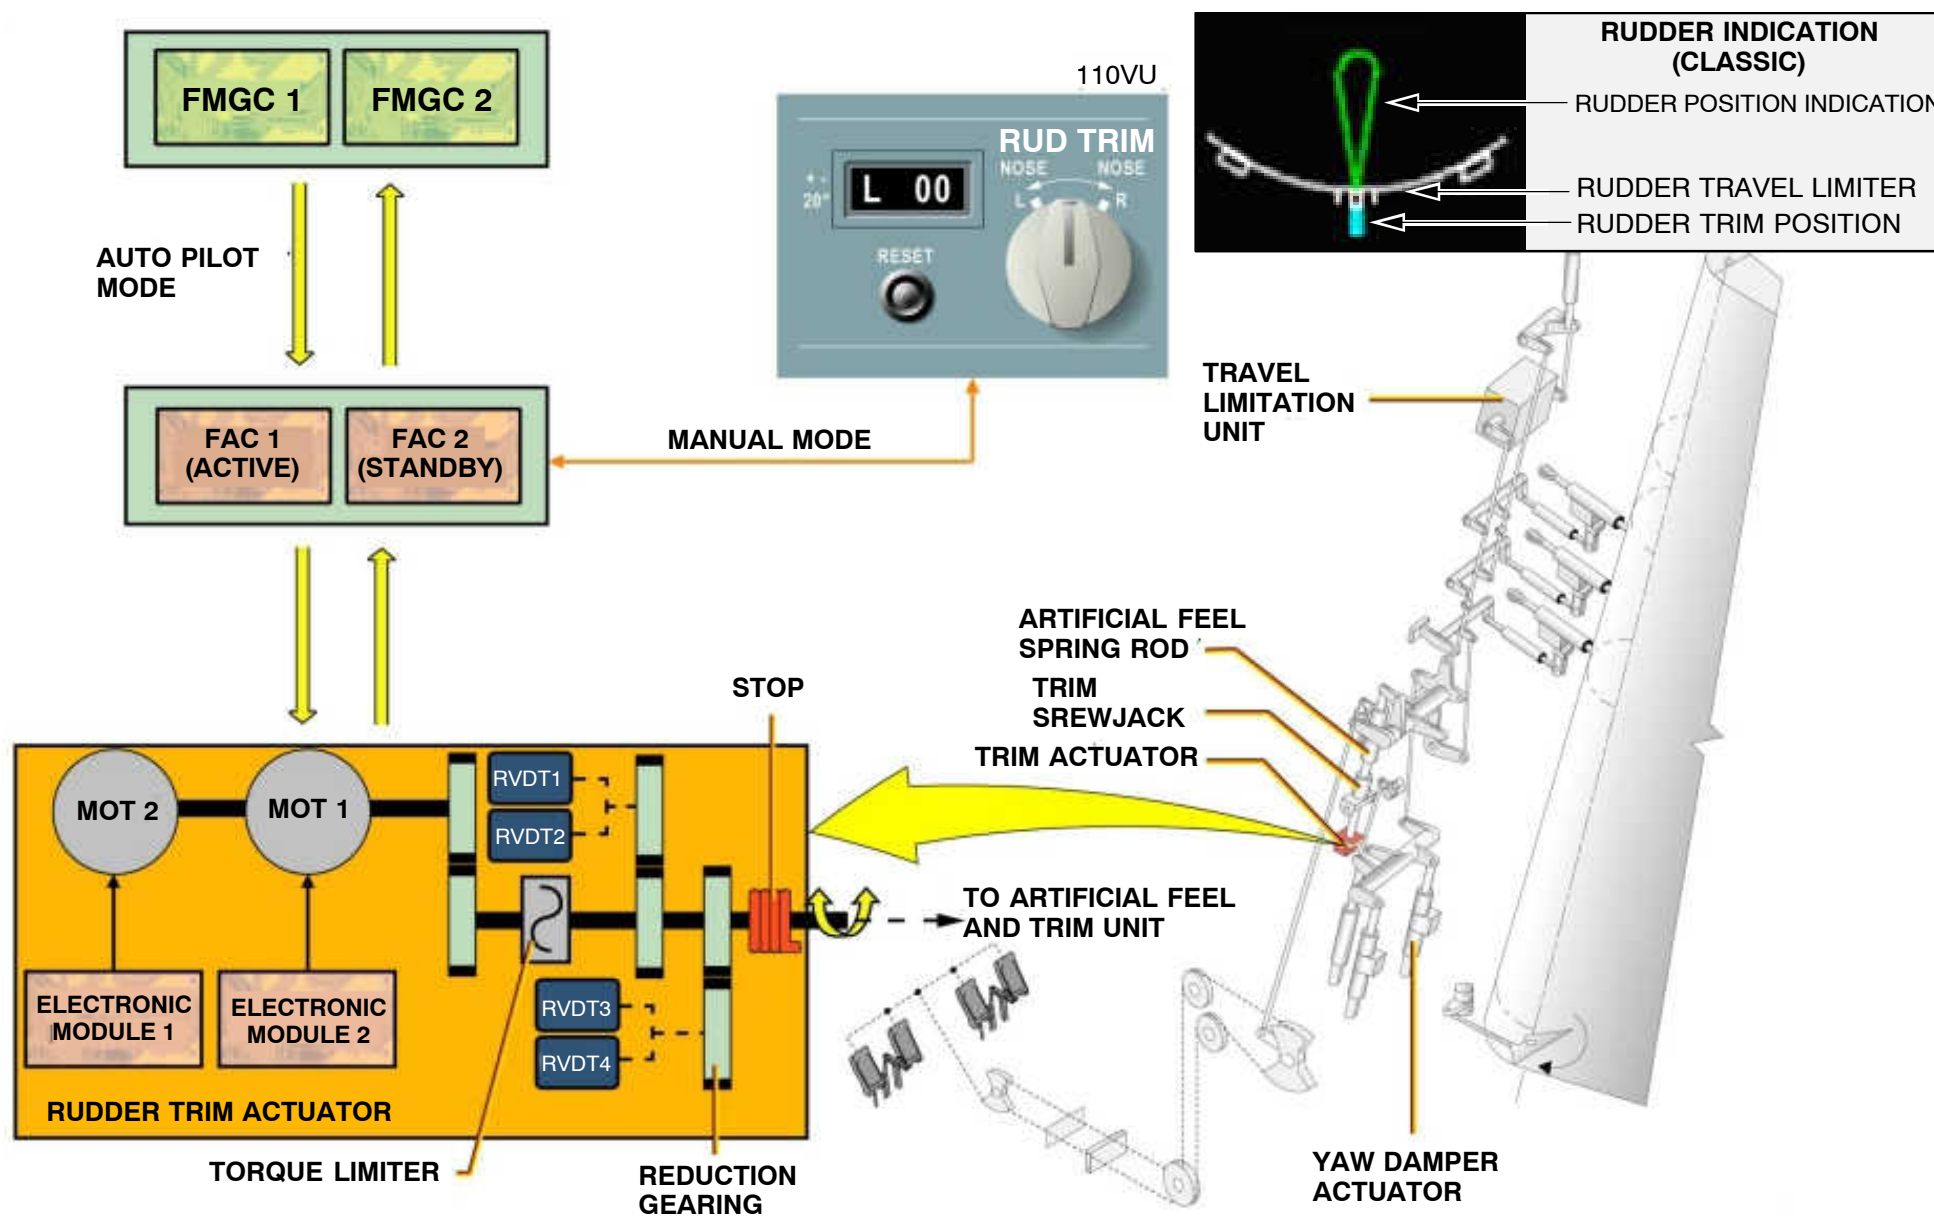 FMGC 1
FMGC 2
AUTO PILOT
MODE
FAC 1
(ACTIVE)
FAC 2
(STANDBY)
MANUAL MODE
110VU
RUD TRIM
NOSE
NOSE
L
R
+ -
20°
L 00
RESET
RUDDER INDICATION
(CLASSIC)
RUDDER POSITION INDICATION
RUDDER TRAVEL LIMITER
RUDDER TRIM POSITION
TRAVEL
LIMITATION
UNIT
ARTIFICIAL FEEL
SPRING ROD
TRIM
SREWJACK
TRIM ACTUATOR
STOP
MOT 2
MOT 1
RVDT1
RVDT2
RVDT3
RVDT4
ELECTRONIC
MODULE 1
ELECTRONIC
MODULE 2
RUDDER TRIM ACTUATOR
TO ARTIFICIAL FEEL
AND TRIM UNIT
TORQUE LIMITER
REDUCTION
GEARING
YAW DAMPER
ACTUATOR